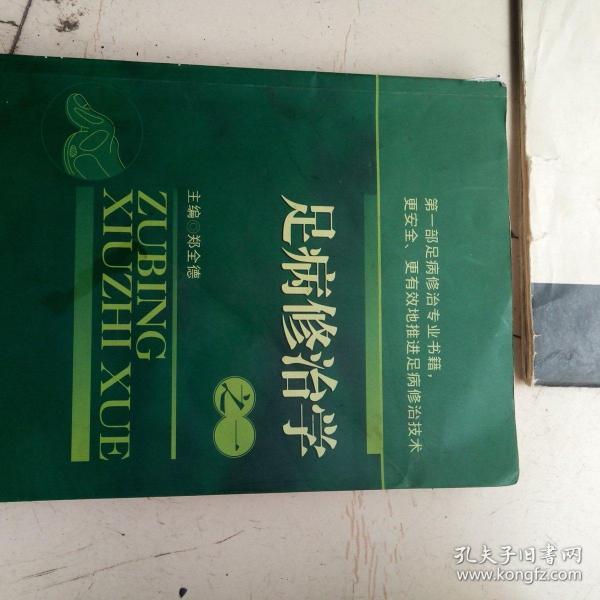 第一部足病修治专业书籍,
更安全、更有效地推进足病修治技术
足病修治学
之一
主编◎郑全德
ZUBING
XIUZHI XUE
孔夫子旧书网
www.kongfz.com